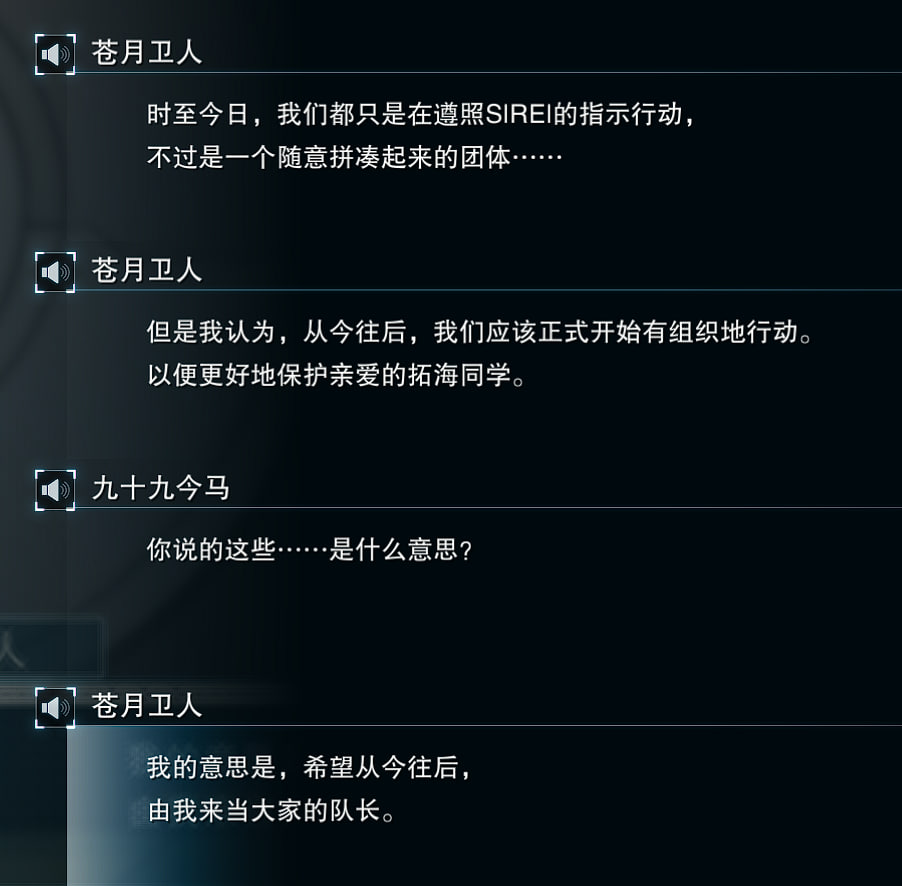 苍月卫人
时至今日，我们都只是在遵照SIREI的指示行动，
不过是一个随意拼凑起来的团体……
苍月卫人
但是我认为，从今往后，我们应该正式开始有组织地行动。
以便更好地保护亲爱的拓海同学。
九十九今马
你说的这些……是什么意思？
人
苍月卫人
我的意思是，希望从今往后，
由我来当大家的队长。